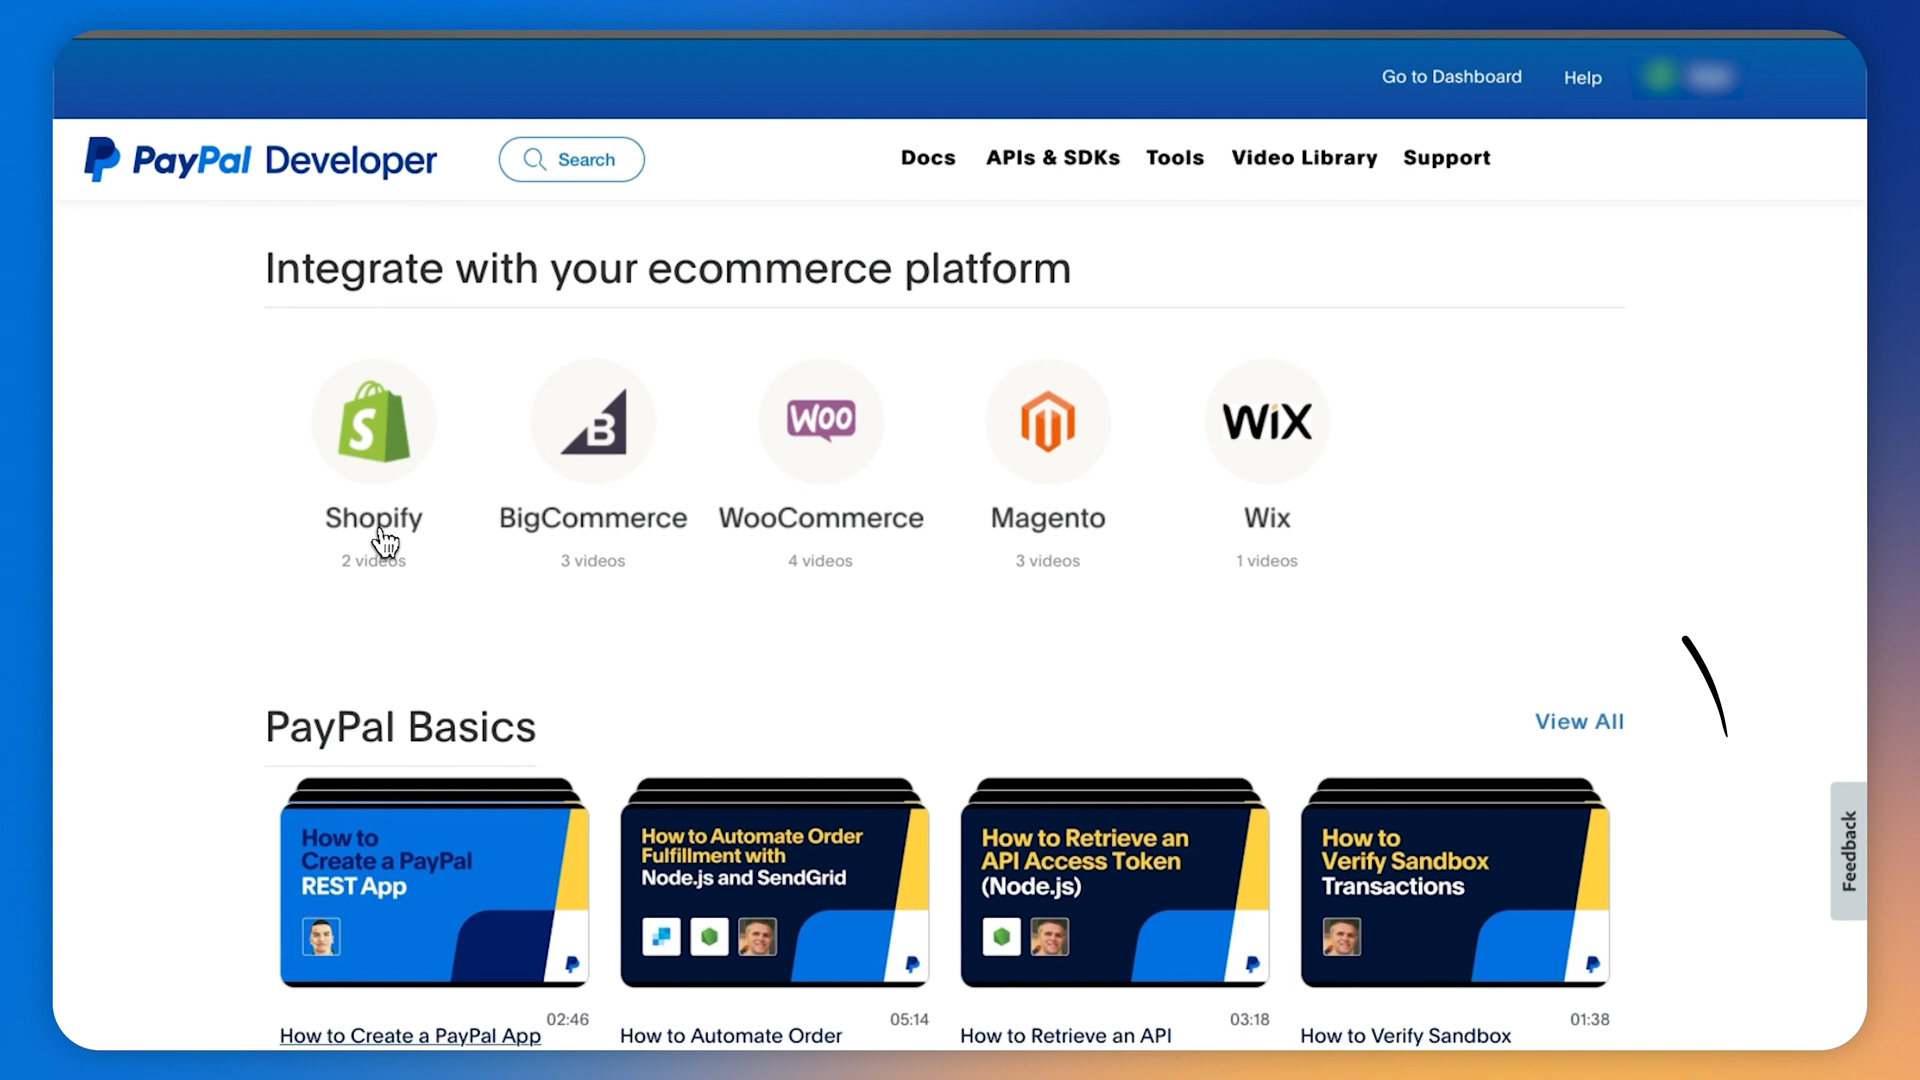 Go to Dashboard Help
PayPal Developer Search Docs APIs & SDKs Tools Video Library Support
Integrate with your ecommerce platform
S B WOO WiX
Shopify BigCommerce WooCommerce Magento Wix
2 videos 3 videos 4 videos 3 videos 1 videos
PayPal Basics View All
How to
Create a PayPal
REST App
How to Automate Order
Fulfillment with
Node.js and SendGrid
How to Retrieve an
API Access Token
(Node.js)
How to
Verify Sandbox
Transactions
Feedback
02:46 05:14 03:18 01:38
How to Create a PayPal App How to Automate Order How to Retrieve an API How to Verify Sandbox